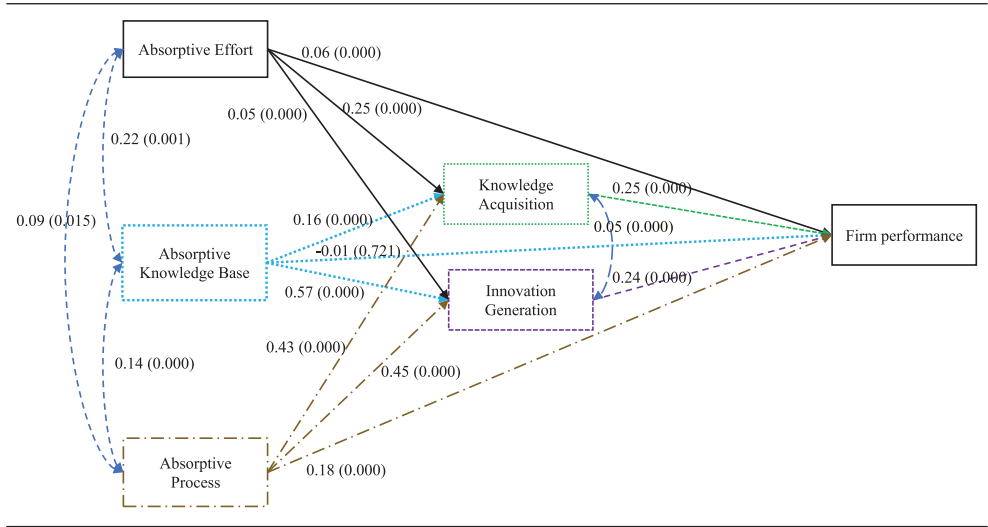 Absorptive Effort
0.06 (0.000)
0.25 (0.000)
0.05 (0.000)
0.22 (0.001)
Knowledge
Acquisition
0.25 (0.000)
0.09 (0.015)
0.16 (0.000)
0.05 (0.000)
Firm performance
Absorptive
Knowledge Base
-0.01 (0.721)
0.57 (0.000)
Innovation
Generation
0.24 (0.000)
0.43 (0.000)
0.14 (0.000)
0.45 (0.000)
Absorptive
Process
0.18 (0.000)